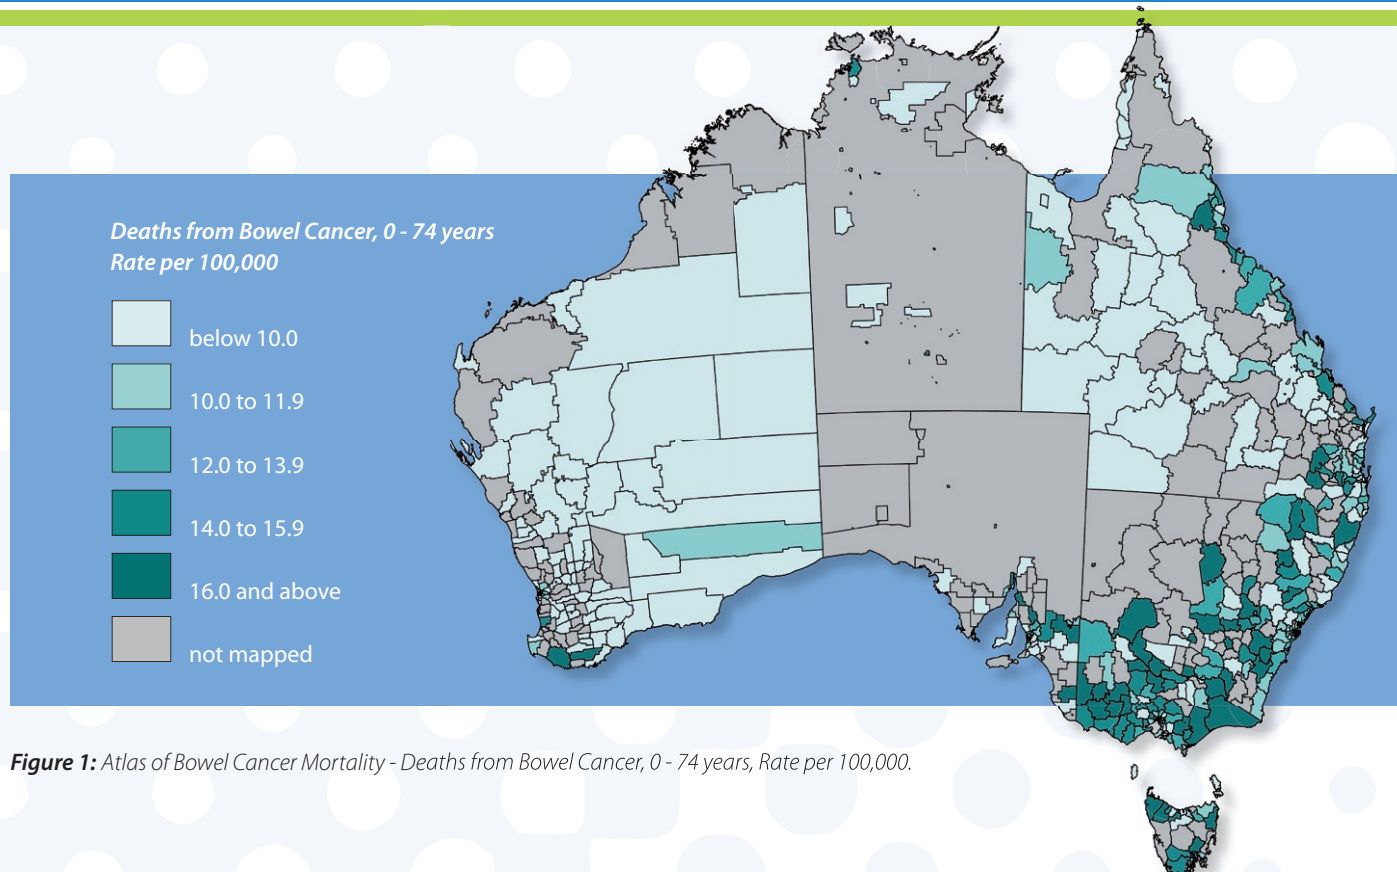 Deaths from Bowel Cancer, 0 - 74 years
Rate per 100,000
below 10.0
10.0 to 11.9
12.0 to 13.9
14.0 to 15.9
16.0 and above
not mapped
Figure 1: Atlas of Bowel Cancer Mortality - Deaths from Bowel Cancer, 0 - 74 years, Rate per 100,000.